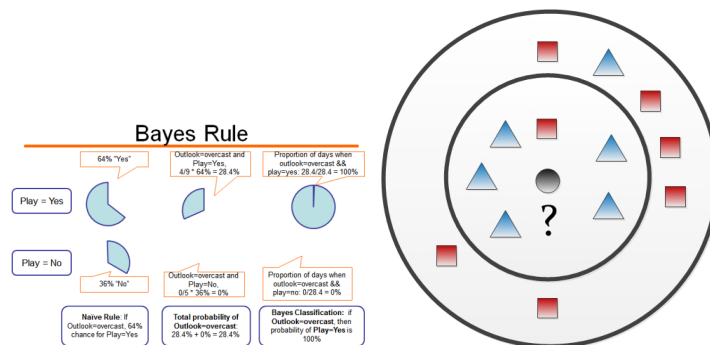 Bayes Rule
64% "Yes"
Outlook=overcast and
Play=Yes,
4/9 * 64% = 28.4%
Proportion of days when
outlook=overcast &&
play=yes: 28.4/28.4 = 100%
Play = Yes
Play = No
36% "No"
Outlook=overcast and
Play=No,
0/5 * 36% = 0%
Proportion of days when
outlook=overcast &&
play=no: 0/28.4 = 0%
Naïve Rule: If
Outlook=overcast, 64%
chance for Play=Yes
Total probability of
Outlook=overcast:
28.4% + 0% = 28.4%
Bayes Classification: if
Outlook=overcast, then
probability of Play=Yes is
100%
?